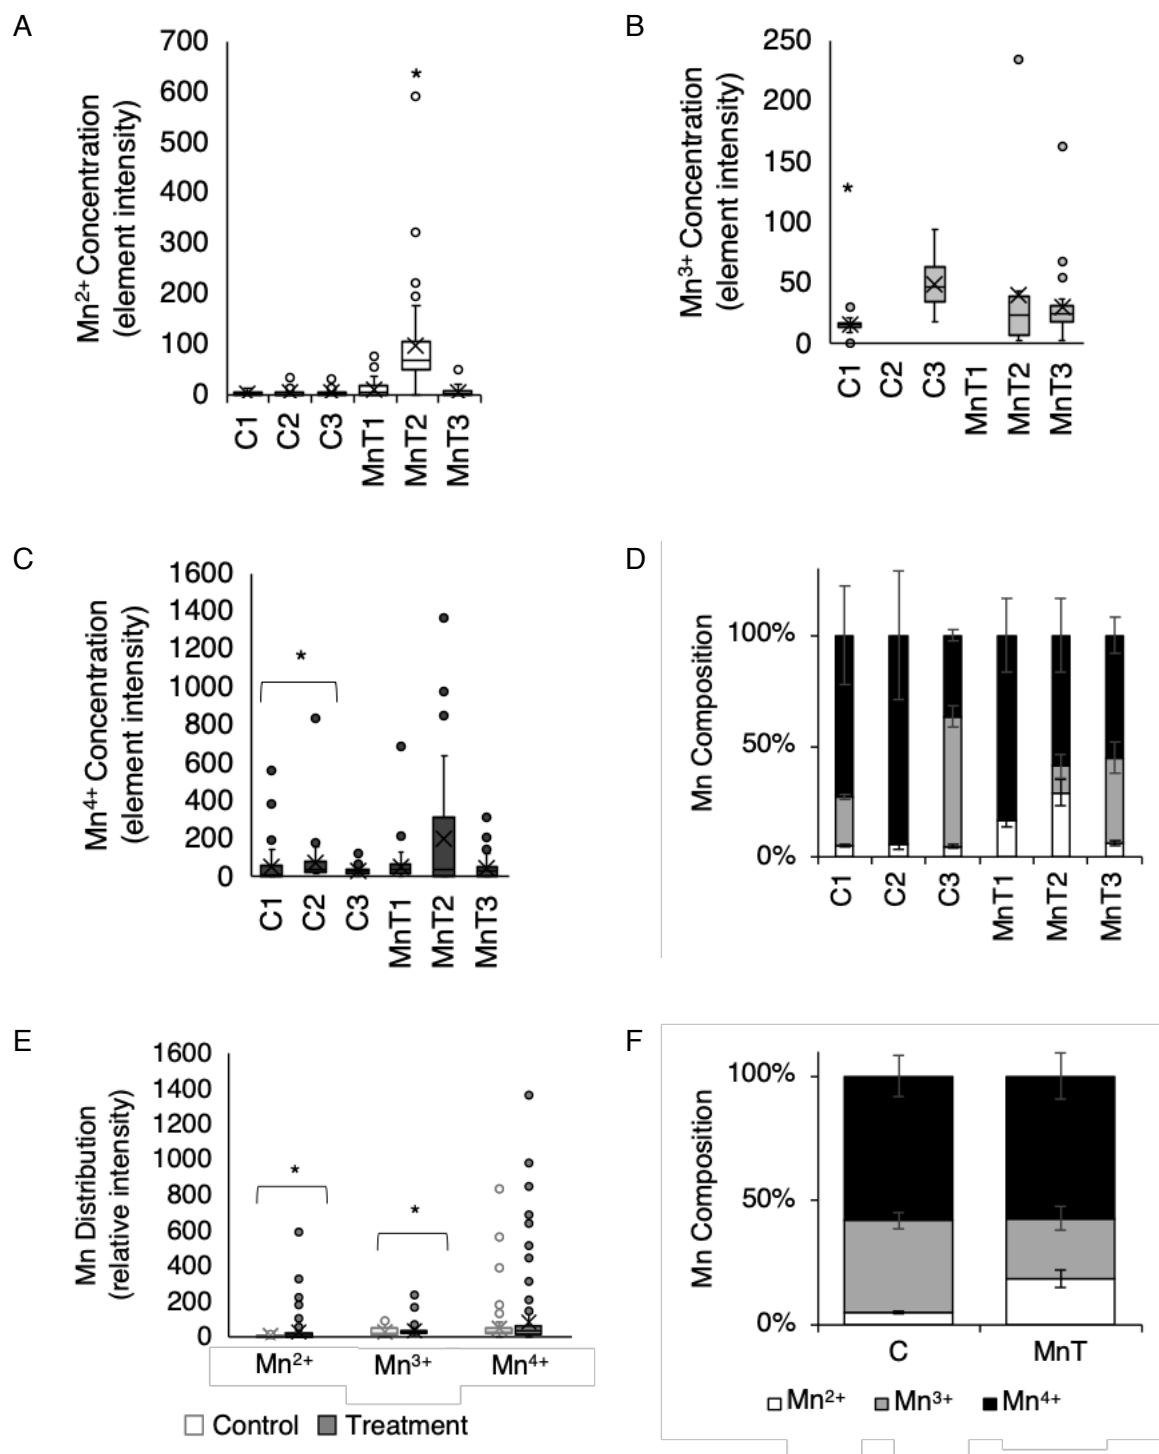 A
Mn2+ Concentration
(element intensity)
700
600
500
400
300
200
100
0
*
C1
C2
C3
MnT1
MnT2
MnT3
B
Mn3+ Concentration
(element intensity)
250
200
150
100
50
0
*
C1
C2
C3
MnT1
MnT2
MnT3
C
Mn4+ Concentration
(element intensity)
1600
1400
1200
1000
800
600
400
200
0
*
C1
C2
C3
MnT1
MnT2
MnT3
D
Mn Composition
100%
50%
0%
C1
C2
C3
MnT1
MnT2
MnT3
E
Mn Distribution
(relative intensity)
1600
1400
1200
1000
800
600
400
200
0
*
*
Mn2+
Mn3+
Mn4+
Control
Treatment
F
Mn Composition
100%
50%
0%
C
MnT
Mn2+
Mn3+
Mn4+